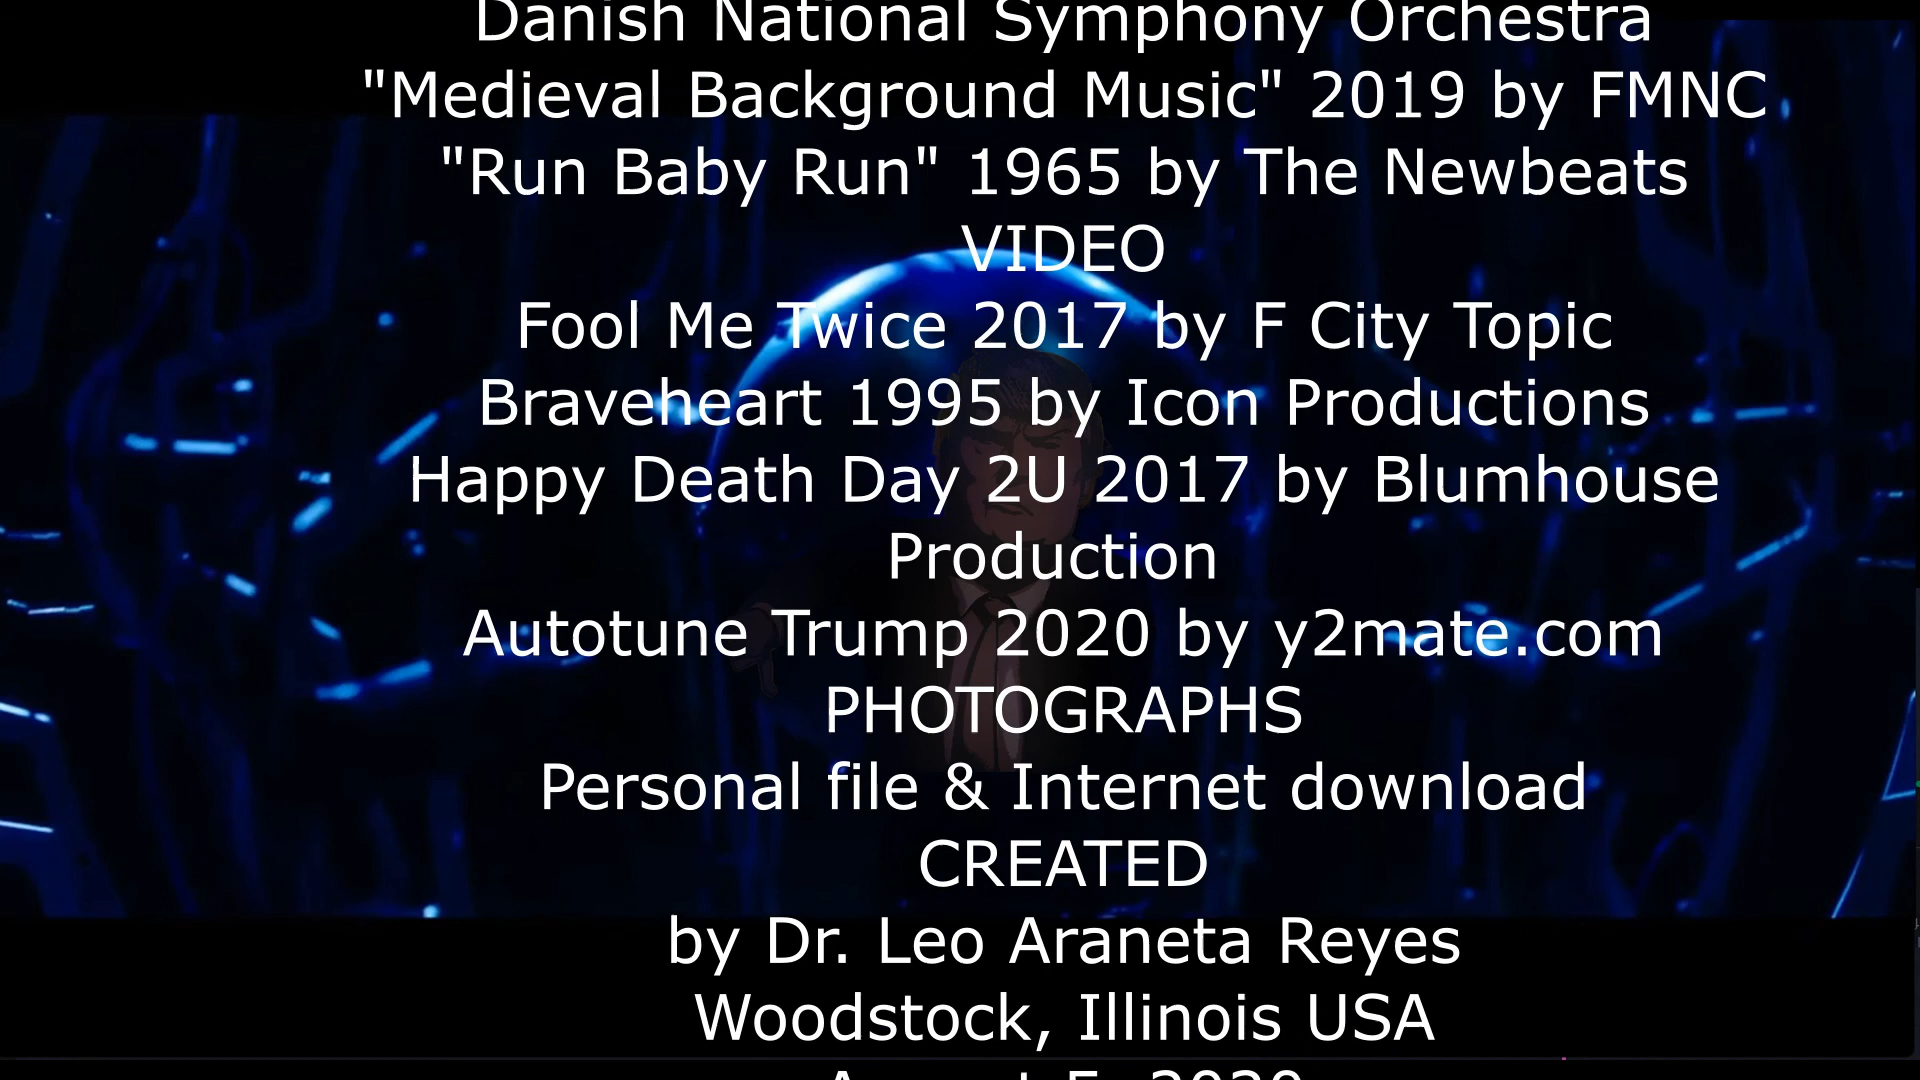 Danish National Symphony Orchestra
"Medieval Background Music" 2019 by FMNC
"Run Baby Run" 1965 by The Newbeats
VIDEO
Fool Me Twice 2017 by F City Topic
Braveheart 1995 by Icon Productions
Happy Death Day 2U 2017 by Blumhouse
Production
Autotune Trump 2020 by y2mate.com
PHOTOGRAPHS
Personal file & Internet download
CREATED
by Dr. Leo Araneta Reyes
Woodstock, Illinois USA